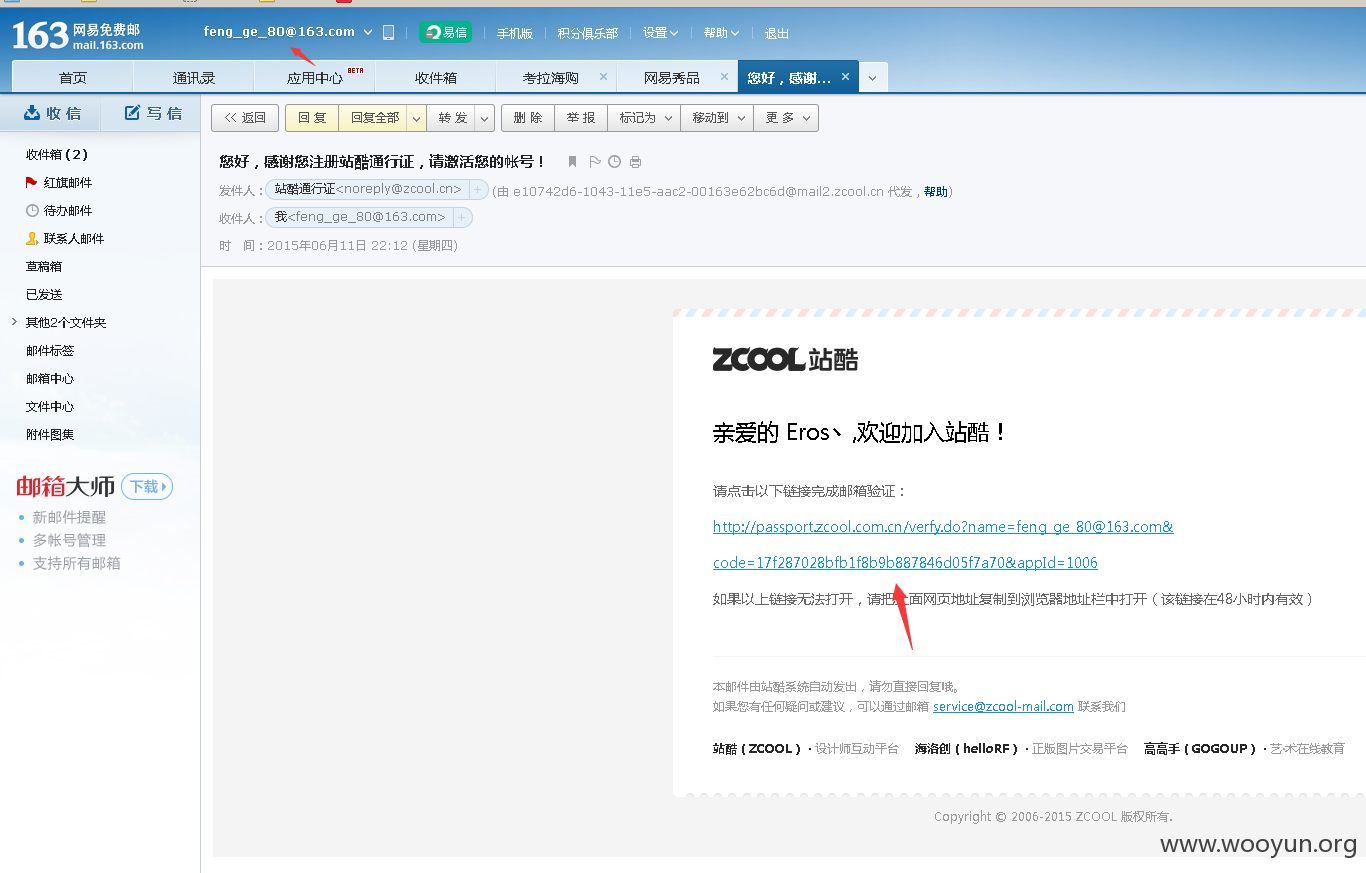 163 网易免费邮 mail.163.com
feng_ge_80@163.com 易信 手机版 积分俱乐部 设置 帮助 退出
首页 通讯录 应用中心 BETA 收件箱 考拉海购 × 网易秀品 × 您好，感谢... ×
收 信 写 信
<< 返回 回 复 回复全部 转 发 删 除 举 报 标记为 移动到 更 多
收件箱 (2)
红旗邮件
待办邮件
联系人邮件
草稿箱
已发送
其他2个文件夹
邮件标签
邮箱中心
文件中心
附件图集
邮箱大师 下载
• 新邮件提醒
• 多帐号管理
• 支持所有邮箱
您好，感谢您注册站酷通行证，请激活您的帐号！
发件人：站酷通行证<noreply@zcool.cn> + (由 e10742d6-1043-11e5-aac2-00163e62bc6d@mail2.zcool.cn 代发，帮助)
收件人：我<feng_ge_80@163.com> +
时 间：2015年06月11日 22:12 (星期四)
ZCOOL 站酷
亲爱的 Eros丶 ,欢迎加入站酷！
请点击以下链接完成邮箱验证：
http://passport.zcool.com.cn/verfy.do?name=feng_ge_80@163.com&
code=17f287028bfb1f8b9b887846d05f7a70&appId=1006
如果以上链接无法打开，请把上面网页地址复制到浏览器地址栏中打开（该链接在48小时内有效）
本邮件由站酷系统自动发出，请勿直接回复哦。
如果您有任何疑问或建议，可以通过邮箱 service@zcool-mail.com 联系我们
站酷（ZCOOL）· 设计师互动平台 海洛创（helloRF）· 正版图片交易平台 高高手（GOGOUP）· 艺术在线教育
Copyright © 2006-2015 ZCOOL 版权所有.
www.wooyun.org